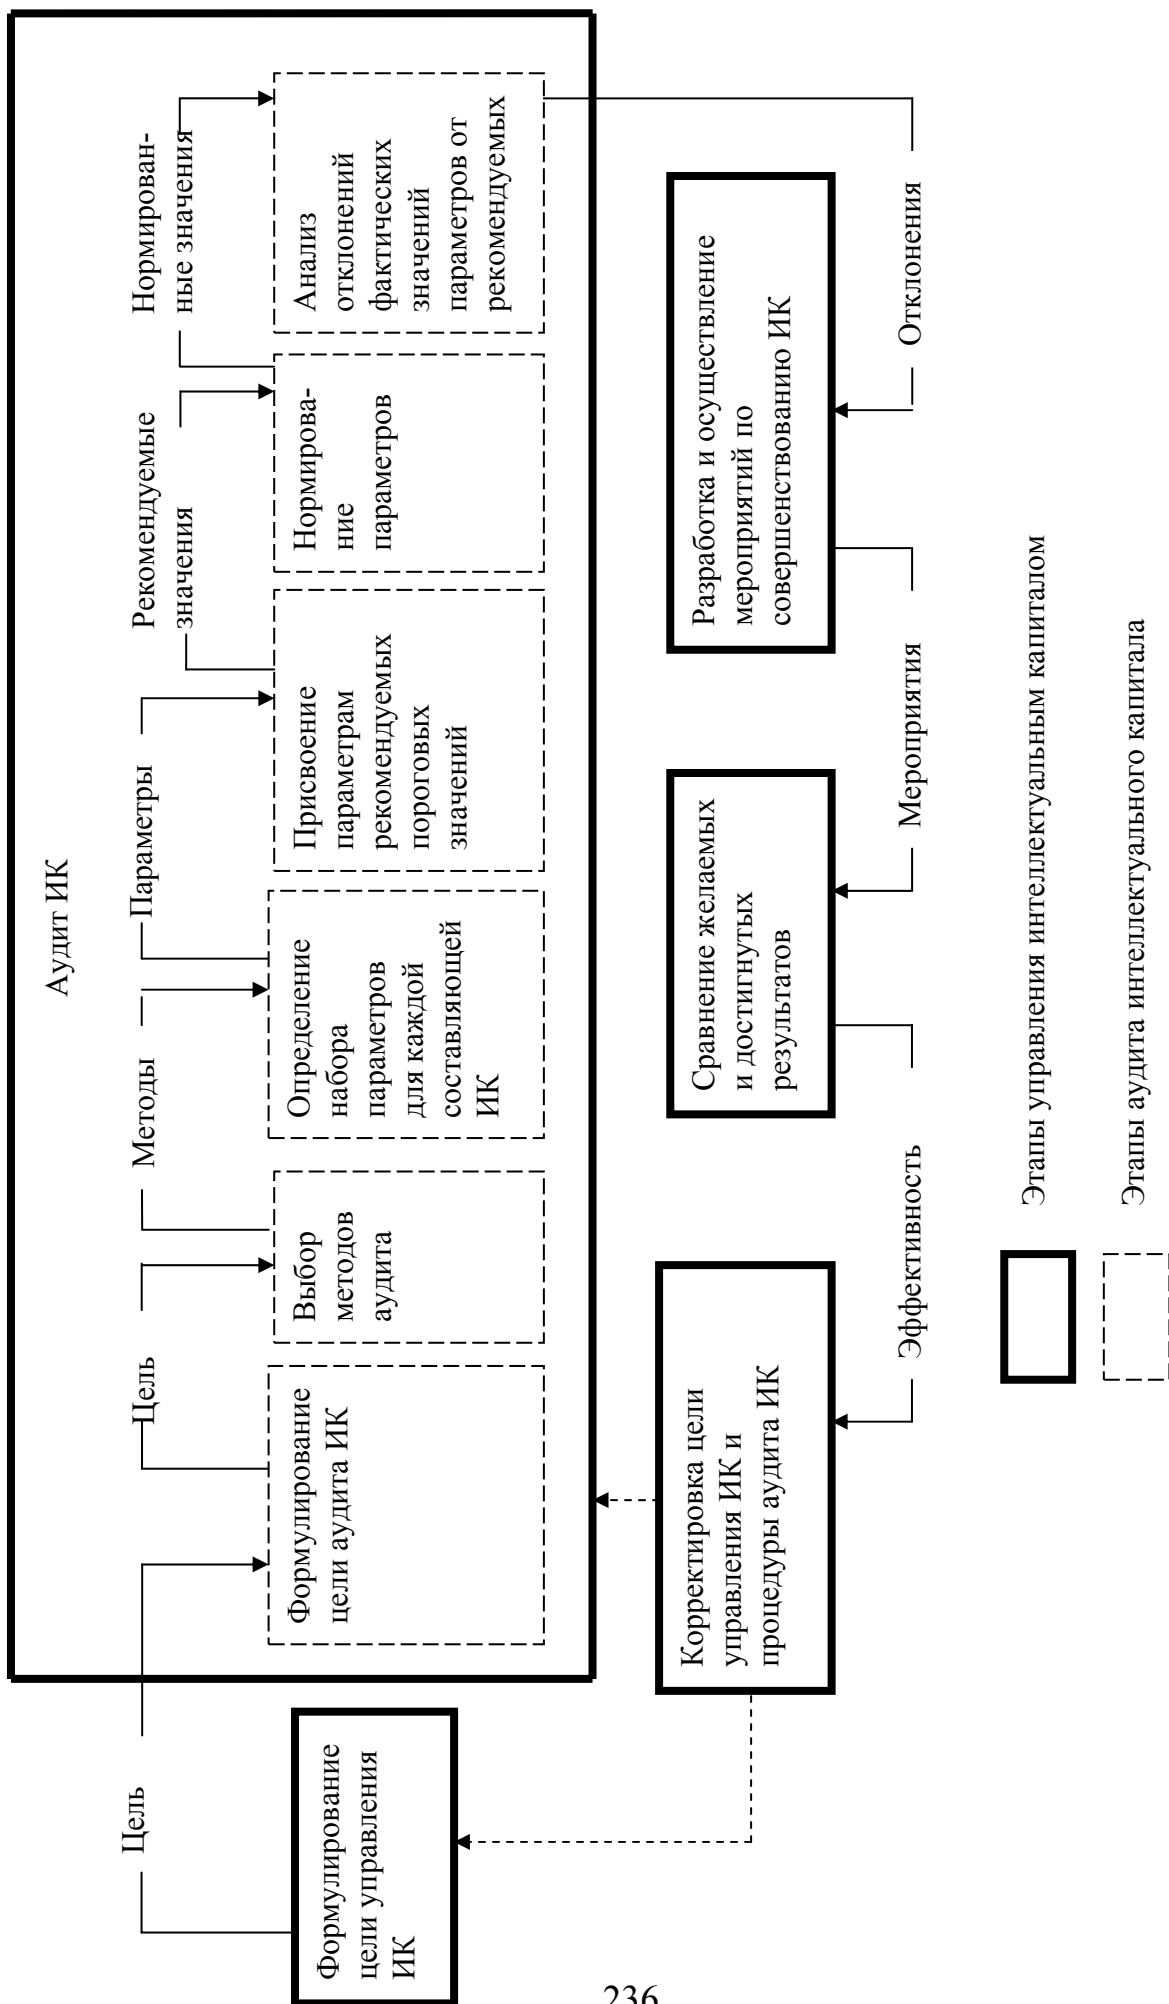 Аудит ИК
Цель
Цель
Методы
Параметры
Рекомендуемые
значения
Нормирован-
ные значения
Формулирование
цели управления
ИК
Формулирование
цели аудита ИК
Выбор
методов
аудита
Определение
набора
параметров
для каждой
составляющей
ИК
Присвоение
параметрам
рекомендуемых
пороговых
значений
Нормирова-
ние
параметров
Анализ
отклонений
фактических
значений
параметров от
рекомендуемых
Корректировка цели
управления ИК и
процедуры аудита ИК
Сравнение желаемых
и достигнутых
результатов
Разработка и осуществление
мероприятий по
совершенствованию ИК
Эффективность
Мероприятия
Отклонения
Этапы управления интеллектуальным капиталом
Этапы аудита интеллектуального капитала
236